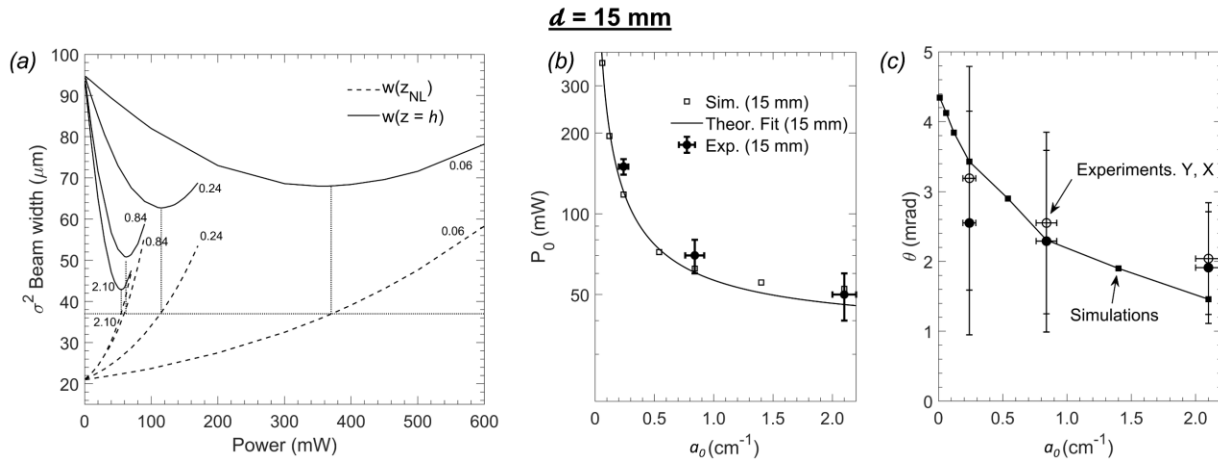 d = 15 mm
(a)
100
90
80
70
60
50
40
30
20
σ² Beam width (μm)
0
100
200
300
400
500
600
Power (mW)
w(z_NL)
w(z = h)
0.06
0.24
0.84
0.84
0.24
0.06
2.10
2.10
(b)
300
200
100
50
P₀ (mW)
0
0.5
1.0
1.5
2.0
a₀(cm⁻¹)
Sim. (15 mm)
Theor. Fit (15 mm)
Exp. (15 mm)
(c)
5
4
3
2
1
0
θ (mrad)
0
0.5
1.0
1.5
2.0
a₀(cm⁻¹)
Experiments. Y, X
Simulations